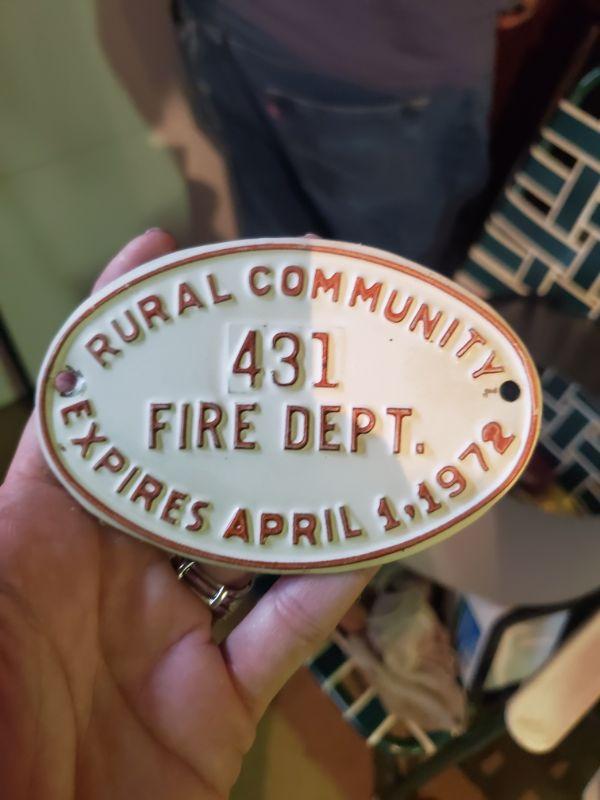 RURAL COMMUNITY
431
FIRE DEPT.
EXPIRES APRIL 1, 1972